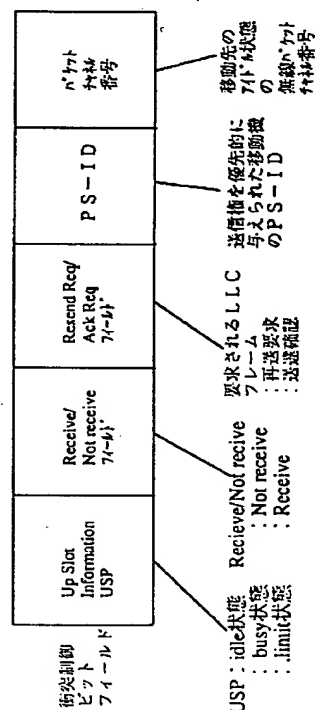 衝突制御
ビット
フィールド
Up Slot
Information
USP
Receive/
Not receive
フィールド
Resend Req/
Ack Req
フィールド
PS-ID
パケット
チャネル
番号
USP:idle状態
:busy状態
:limit状態
Recieve/Not recive
:Not receive
:Receive
要求されるLLC
フレーム
:再送要求
:送達確認
送信権を優先的に
与えられた移動機
のPS-ID
移動先の
アイドル状態
の
無線パケット
チャネル番号